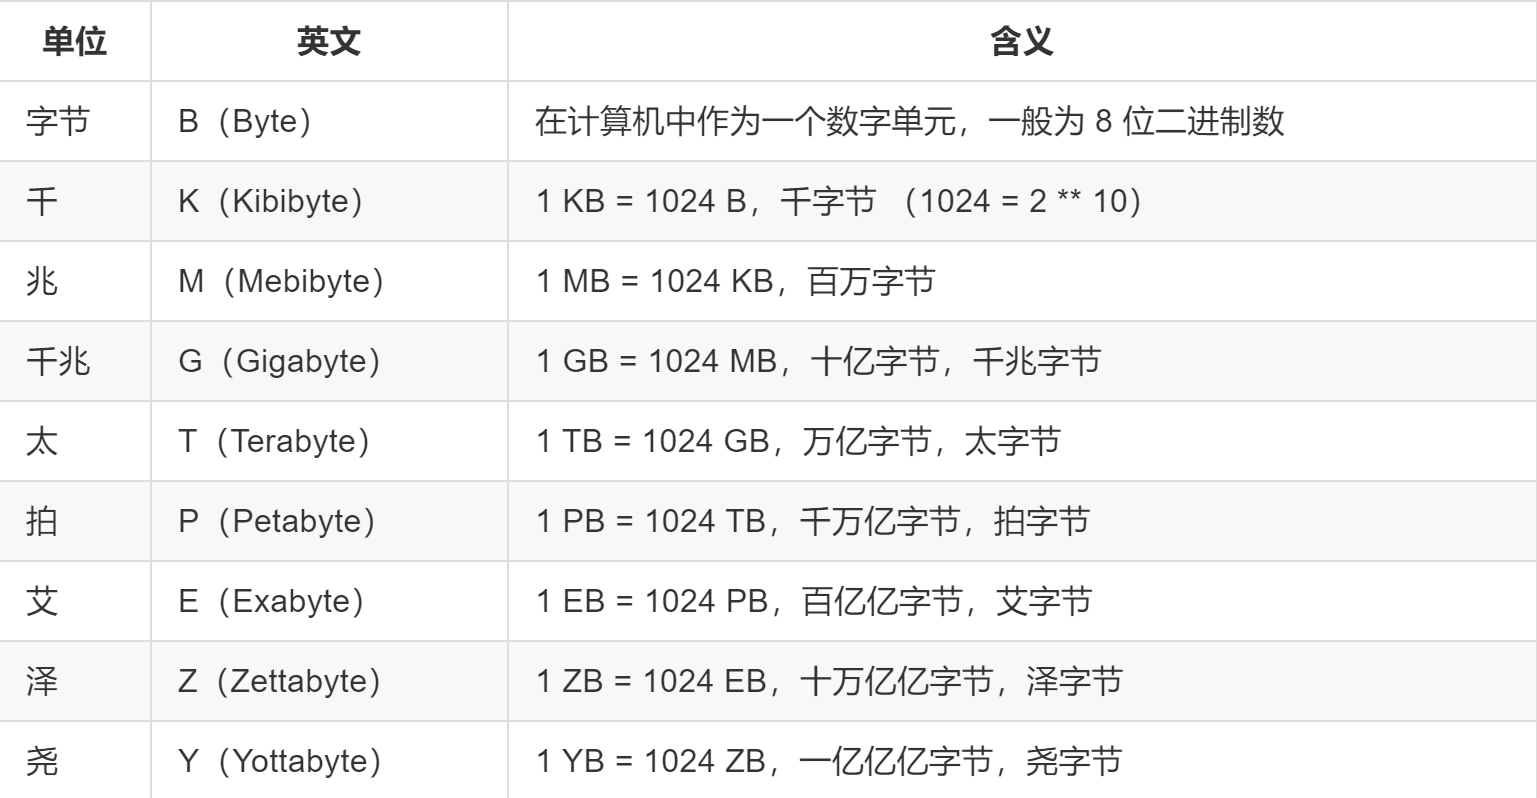 单位 英文 含义
字节 B（Byte） 在计算机中作为一个数字单元，一般为 8 位二进制数
千 K（Kibibyte） 1 KB = 1024 B，千字节 （1024 = 2 ** 10）
兆 M（Mebibyte） 1 MB = 1024 KB，百万字节
千兆 G（Gigabyte） 1 GB = 1024 MB，十亿字节，千兆字节
太 T（Terabyte） 1 TB = 1024 GB，万亿字节，太字节
拍 P（Petabyte） 1 PB = 1024 TB，千万亿字节，拍字节
艾 E（Exabyte） 1 EB = 1024 PB，百亿亿字节，艾字节
泽 Z（Zettabyte） 1 ZB = 1024 EB，十万亿亿字节，泽字节
尧 Y（Yottabyte） 1 YB = 1024 ZB，一亿亿亿字节，尧字节